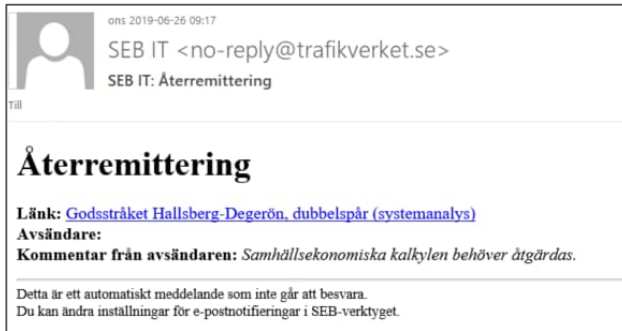 ons 2019-06-26 09:17
SEB IT <no-reply@trafikverket.se>
SEB IT: Återremittering
Till
Återremittering
Länk: Godsstråket Hallsberg-Degerön, dubbelspår (systemanalys)
Avsändare:
Kommentar från avsändaren: Samhällsekonomiska kalkylen behöver åtgärdas.
Detta är ett automatiskt meddelande som inte går att besvara.
Du kan ändra inställningar för e-postnotifieringar i SEB-verktyget.